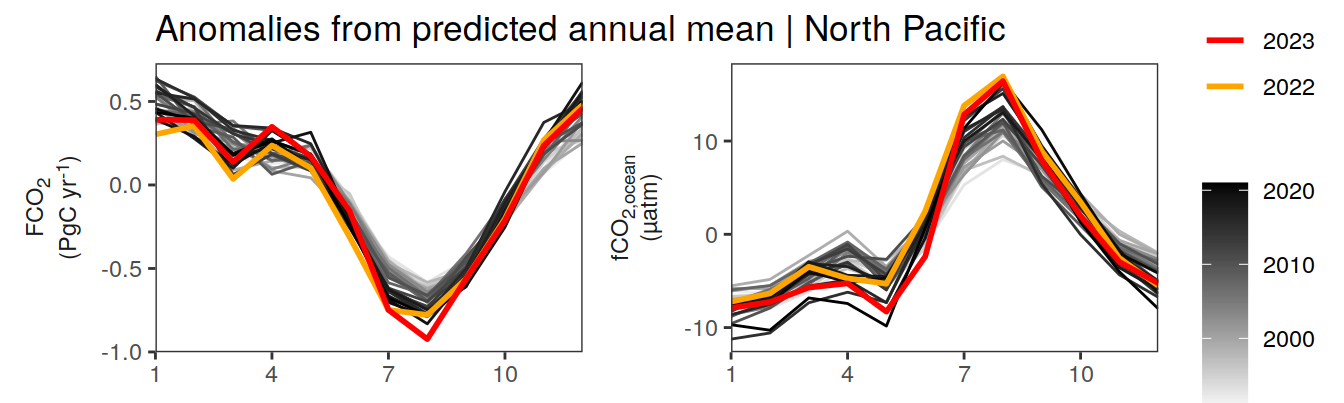 Anomalies from predicted annual mean | North Pacific
FCO₂
(PgC yr⁻¹)
0.5
0.0
-0.5
-1.0
1 4 7 10
fCO₂,ocean
(µatm)
10
0
-10
1 4 7 10
2023
2022
2020
2010
2000